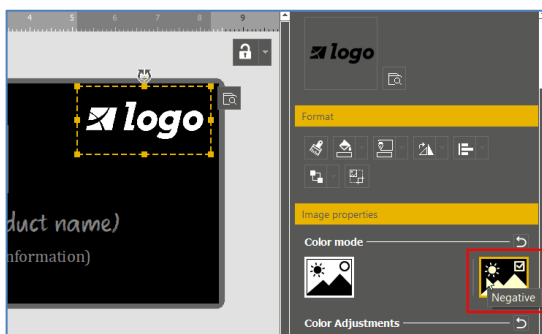 4 5 6 7 8 9
logo
logo
Format
duct name)
nformation)
Image properties
Color mode
Negative
Color Adjustments